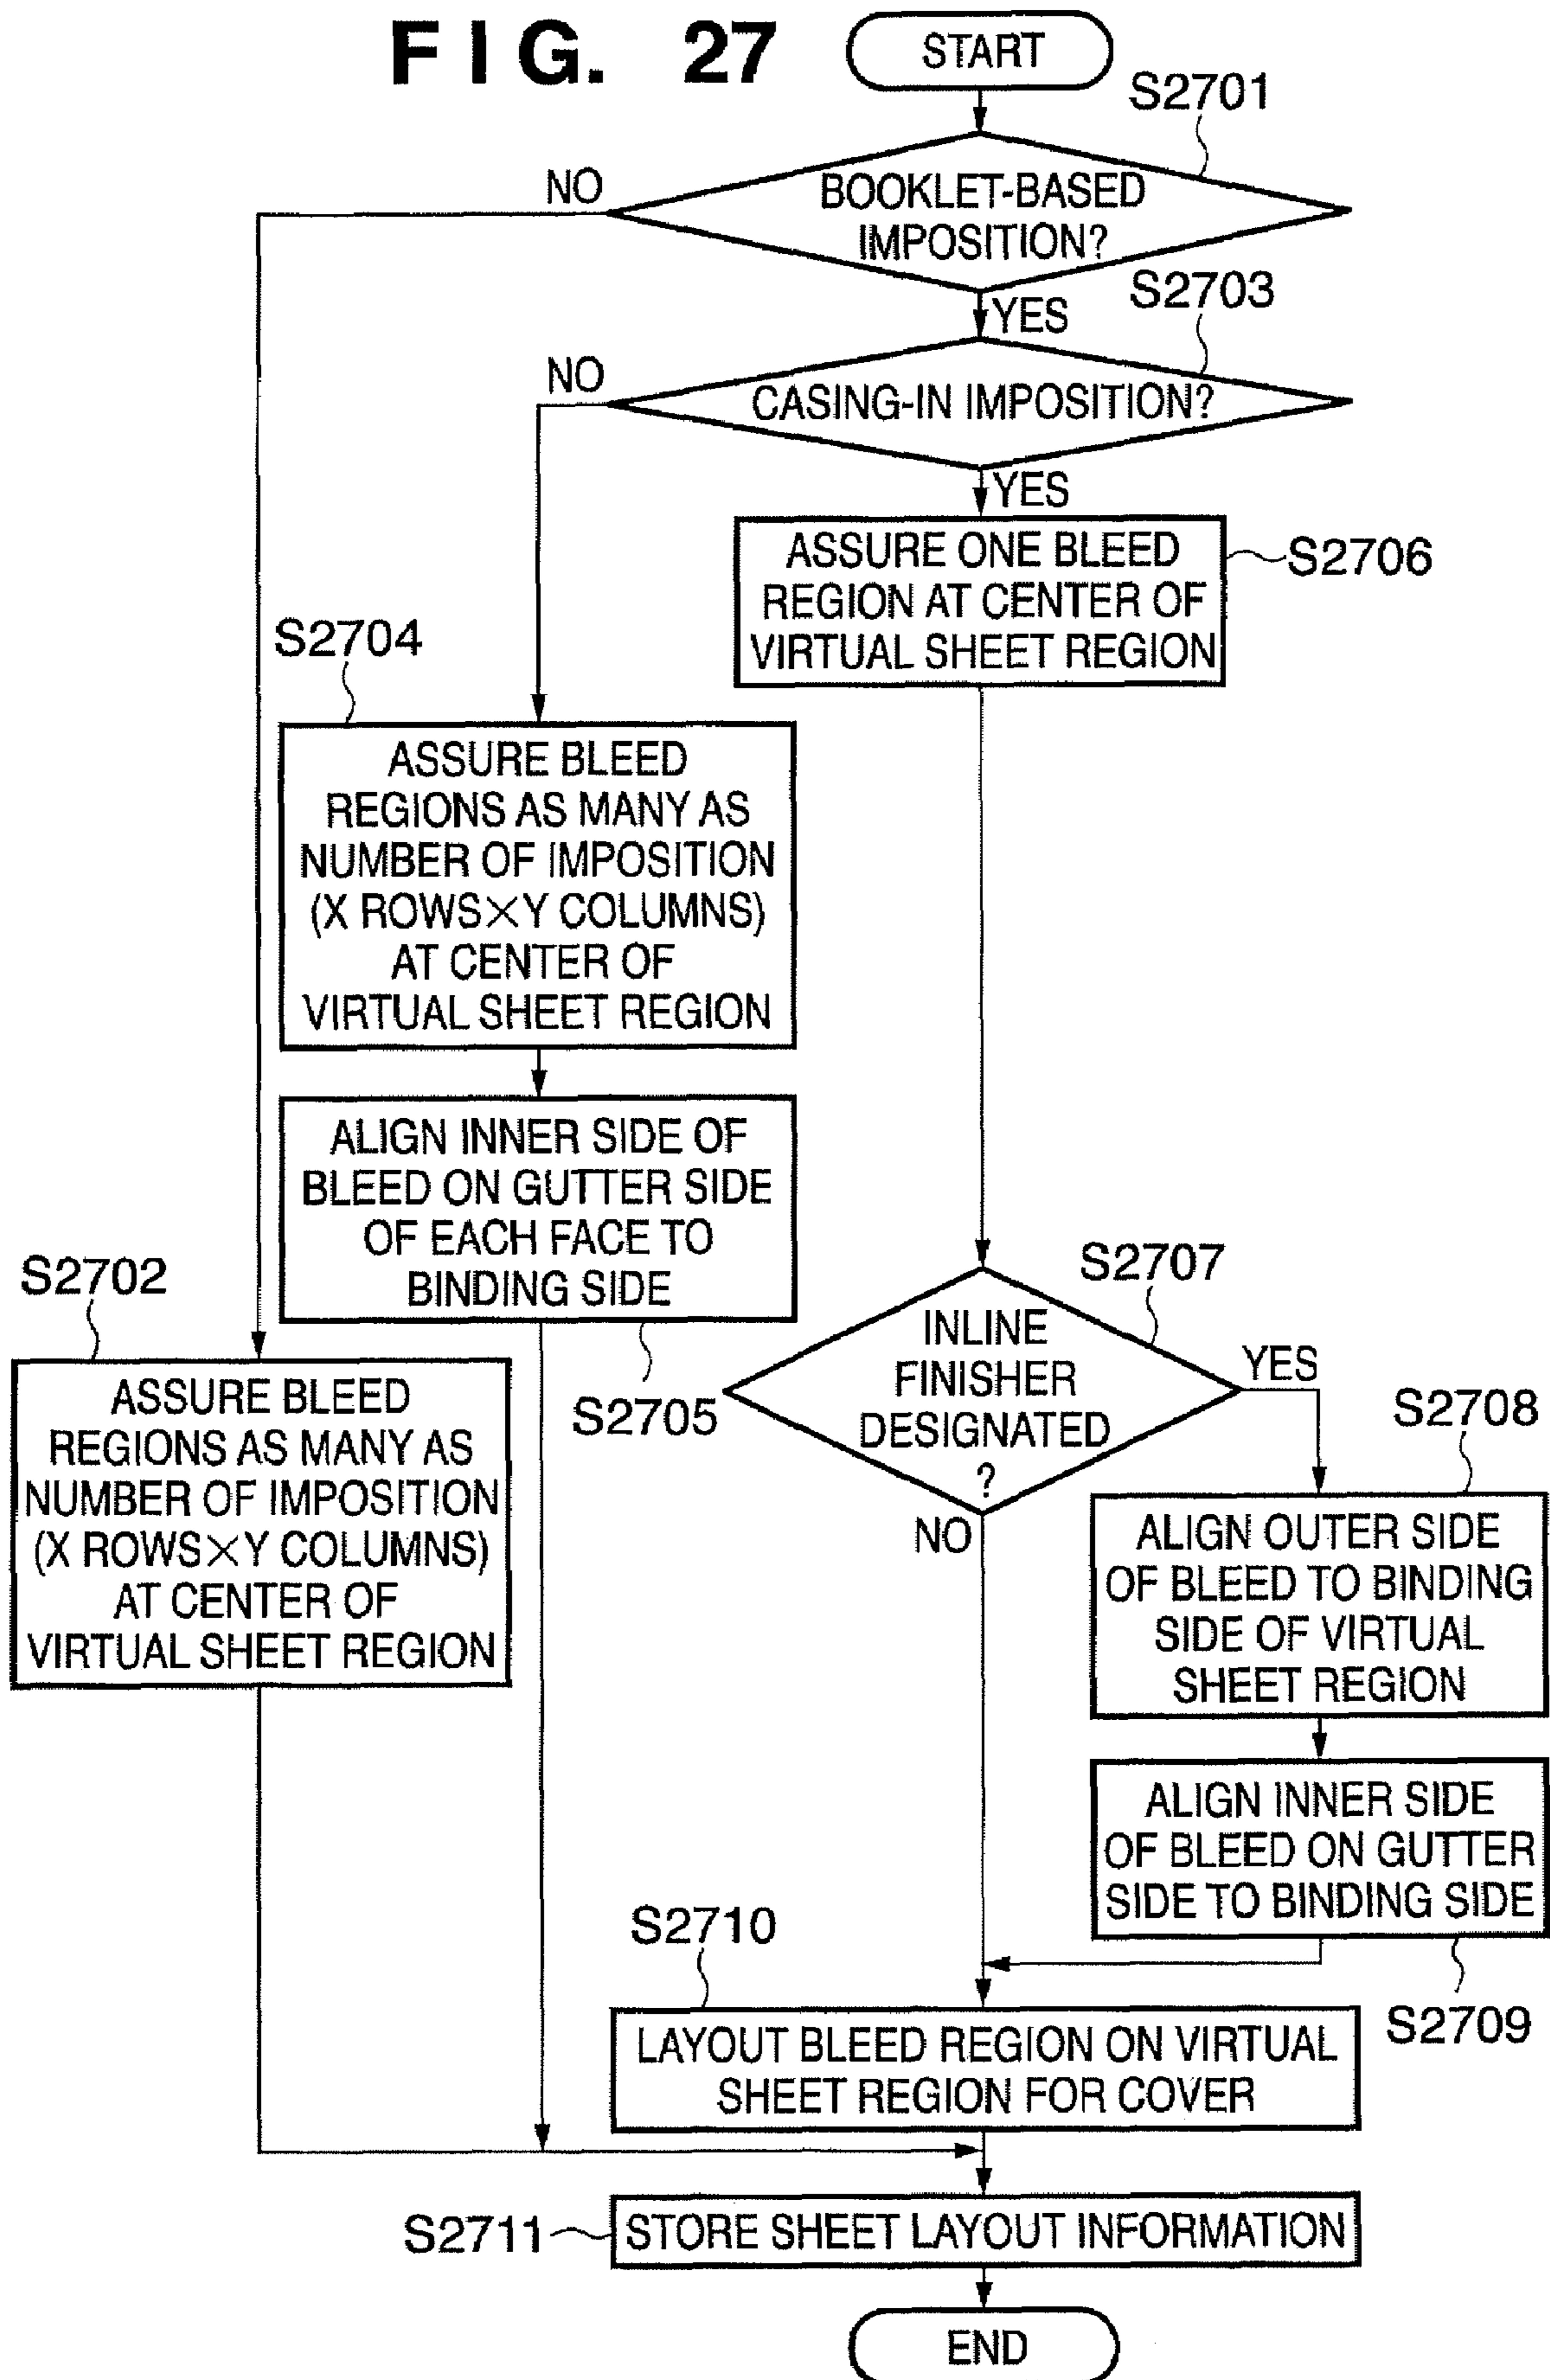 FIG. 27
START
S2701
BOOKLET-BASED
IMPOSITION?
NO
YES
S2703
CASING-IN IMPOSITION?
NO
YES
ASSURE ONE BLEED
REGION AT CENTER OF
VIRTUAL SHEET REGION
S2706
S2704
ASSURE BLEED
REGIONS AS MANY AS
NUMBER OF IMPOSITION
(X ROWS×Y COLUMNS)
AT CENTER OF
VIRTUAL SHEET REGION
ALIGN INNER SIDE OF
BLEED ON GUTTER SIDE
OF EACH FACE TO
BINDING SIDE
S2705
S2702
ASSURE BLEED
REGIONS AS MANY AS
NUMBER OF IMPOSITION
(X ROWS×Y COLUMNS)
AT CENTER OF
VIRTUAL SHEET REGION
S2707
INLINE
FINISHER
DESIGNATED
?
YES
NO
S2708
ALIGN OUTER SIDE
OF BLEED TO BINDING
SIDE OF VIRTUAL
SHEET REGION
ALIGN INNER SIDE
OF BLEED ON GUTTER
SIDE TO BINDING SIDE
S2709
S2710
LAYOUT BLEED REGION ON VIRTUAL
SHEET REGION FOR COVER
S2711
STORE SHEET LAYOUT INFORMATION
END